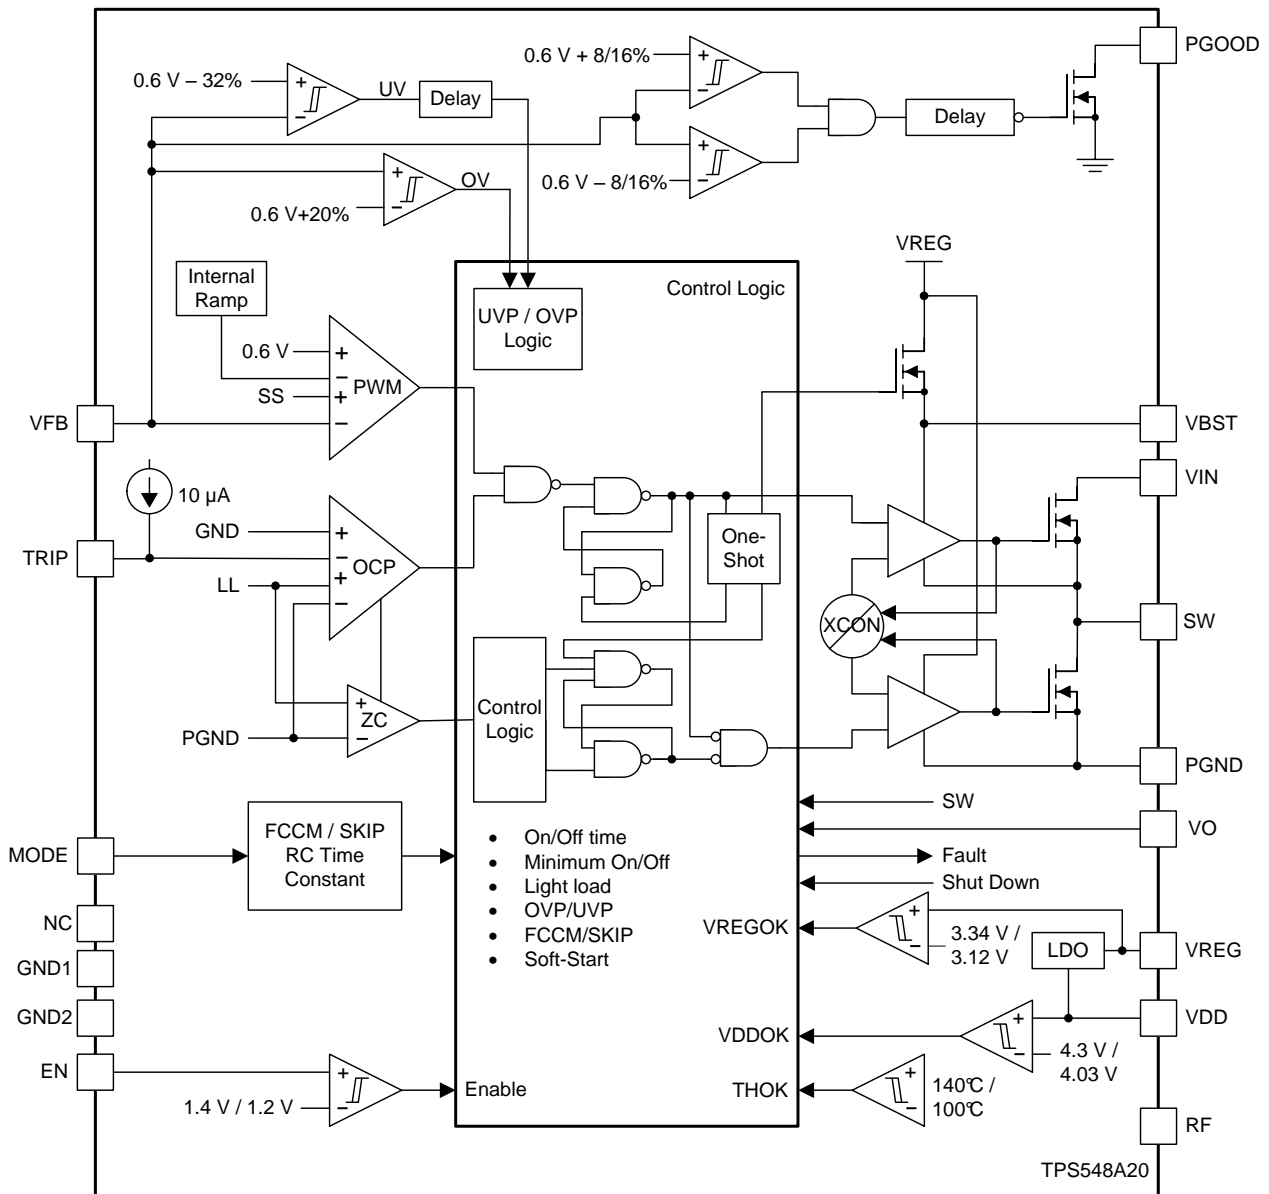 PGOOD
0.6 V + 8/16%
0.6 V – 32%
+
–
UV
Delay
+
–
Delay
+
–
0.6 V – 8/16%
+
–
OV
0.6 V+20%
VREG
Control Logic
Internal
Ramp
UVP / OVP
Logic
0.6 V
+
–
SS
+
–
PWM
VFB
VBST
VIN
10 µA
GND
+
–
TRIP
OCP
LL
+
–
One-
Shot
XCON
SW
Control
Logic
+
–
ZC
PGND
PGND
SW
VO
FCCM / SKIP
RC Time
Constant
MODE
• On/Off time
• Minimum On/Off
• Light load
• OVP/UVP
• FCCM/SKIP
• Soft-Start
Fault
Shut Down
NC
VREGOK
+
–
3.34 V /
3.12 V
LDO
VREG
GND1
GND2
VDDOK
+
–
4.3 V /
4.03 V
VDD
EN
+
–
1.4 V / 1.2 V
Enable
THOK
+
–
140°C /
100°C
RF
TPS548A20